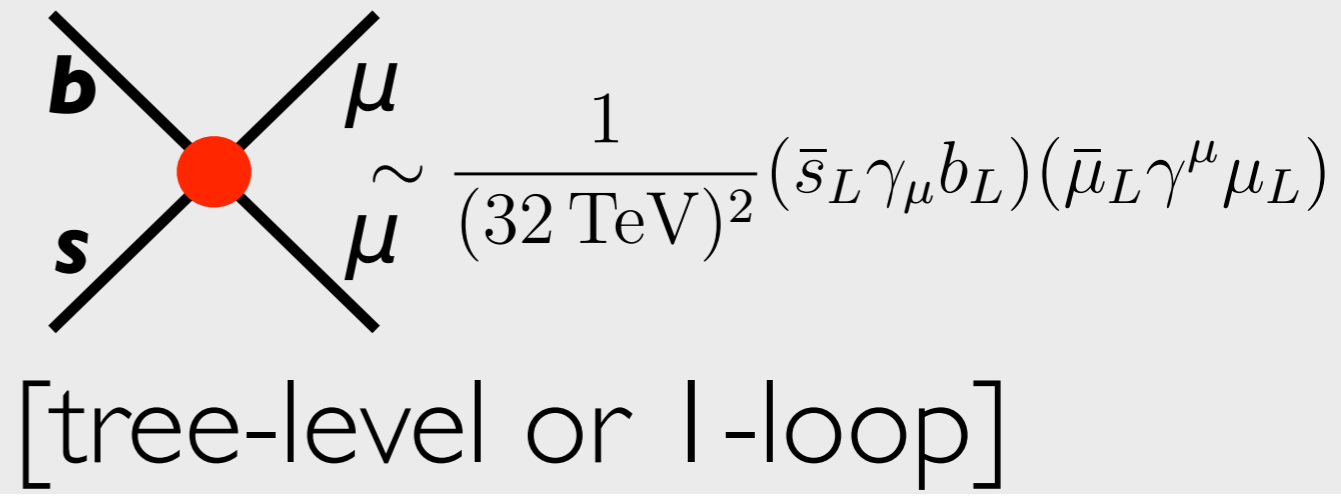 b μ
∼ 1/(32 TeV)² (s̄_L γ_μ b_L)(μ̄_L γ^μ μ_L)
s μ
[tree-level or 1-loop]